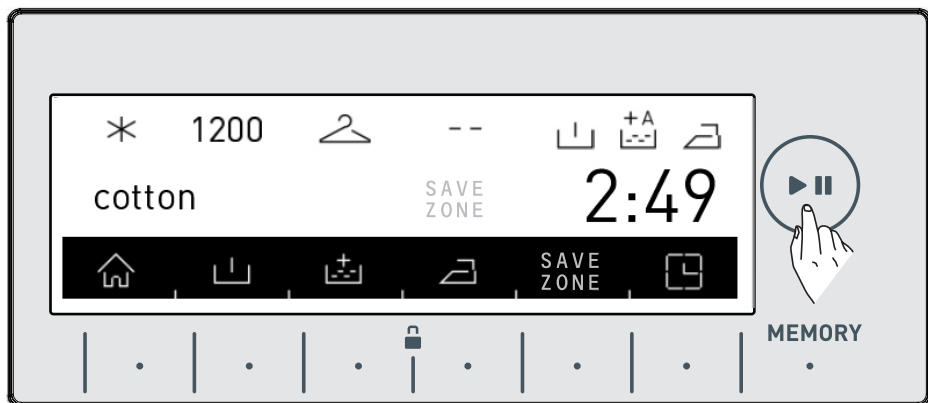 1200
--
+A
cotton
SAVE
ZONE
2:49
SAVE
ZONE
MEMORY